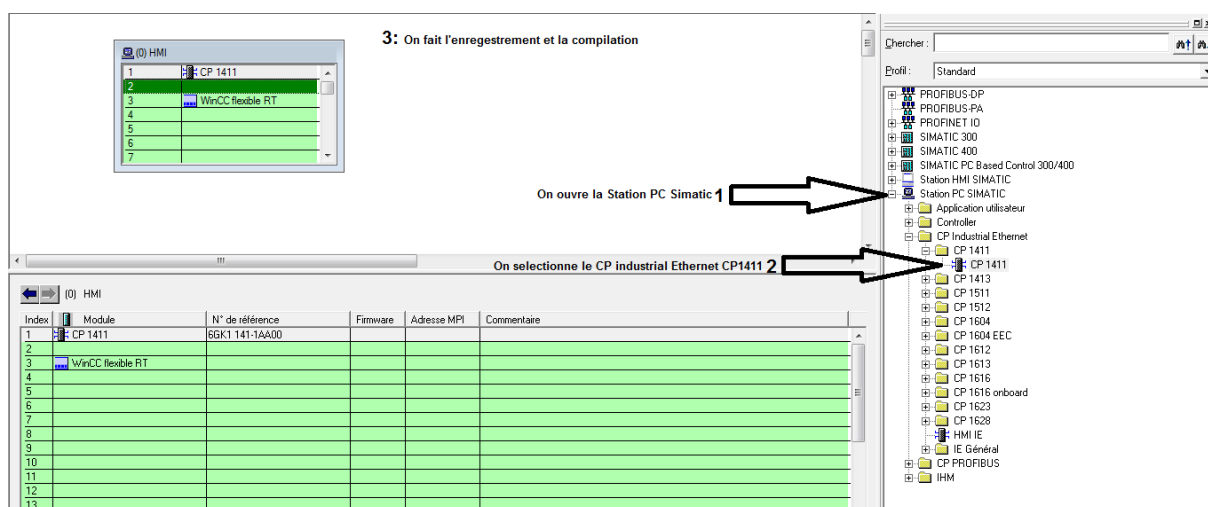 3: On fait l'enregestrement et la compilation
(0) HMI
1 CP 1411
2
3 WinCC flexible RT
4
5
6
7
On ouvre la Station PC Simatic 1
On selectionne le CP industrial Ethernet CP1411 2
(0) HMI
Index Module N° de référence Firmware Adresse MPI Commentaire
1 CP 1411 6GK1 141-1AA00
2
3 WinCC flexible RT
4
5
6
7
8
9
10
11
12
13
Chercher :
Profil : Standard
PROFIBUS-DP
PROFIBUS-PA
PROFINET IO
SIMATIC 300
SIMATIC 400
SIMATIC PC Based Control 300/400
Station HMI SIMATIC
Station PC SIMATIC
Application utilisateur
Controller
CP Industrial Ethernet
CP 1411
CP 1411
CP 1413
CP 1511
CP 1512
CP 1604
CP 1604 EEC
CP 1612
CP 1613
CP 1616
CP 1616 onboard
CP 1623
CP 1628
HMI IE
IE Général
CP PROFIBUS
IHM